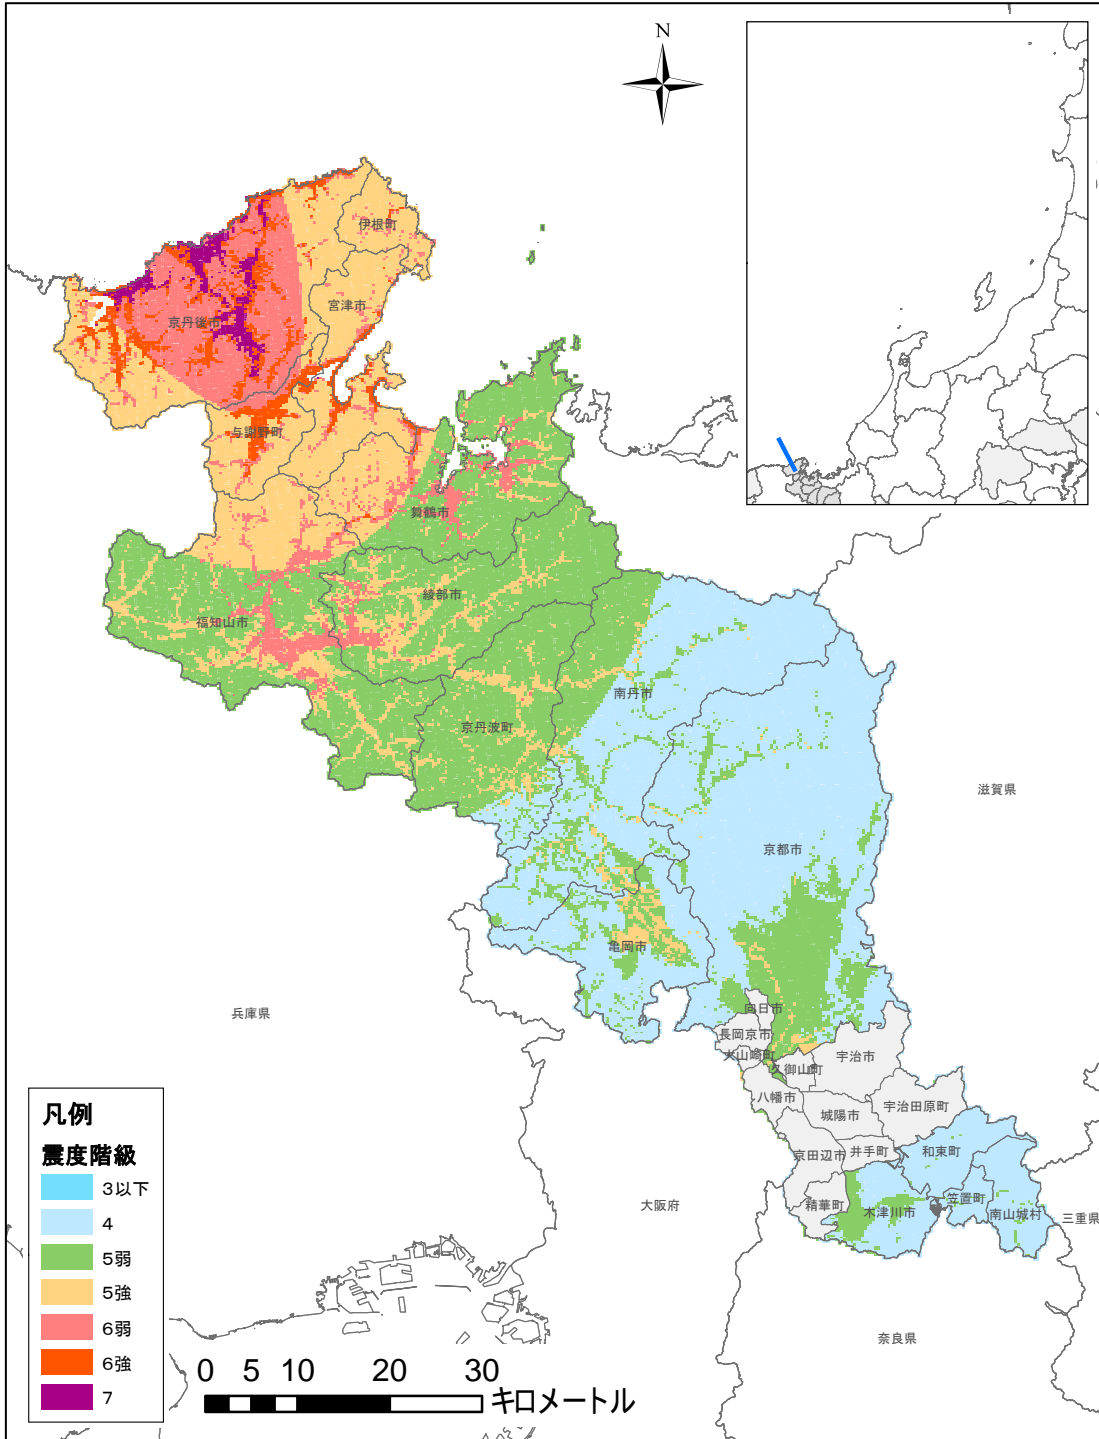 N
伊根町
宮津市
京丹後市
与謝野町
舞鶴市
綾部市
福知山市
南丹市
京丹波町
滋賀県
京都市
亀岡市
兵庫県
向日市
長岡京市
大山崎町
久御山町
宇治市
八幡市
城陽市
宇治田原町
京田辺市
井手町
和束町
精華町
木津川市
笠置町
南山城村
大阪府
三重県
奈良県
凡例
震度階級
3以下
4
5弱
5強
6弱
6強
7
0 5 10 20 30
キロメートル